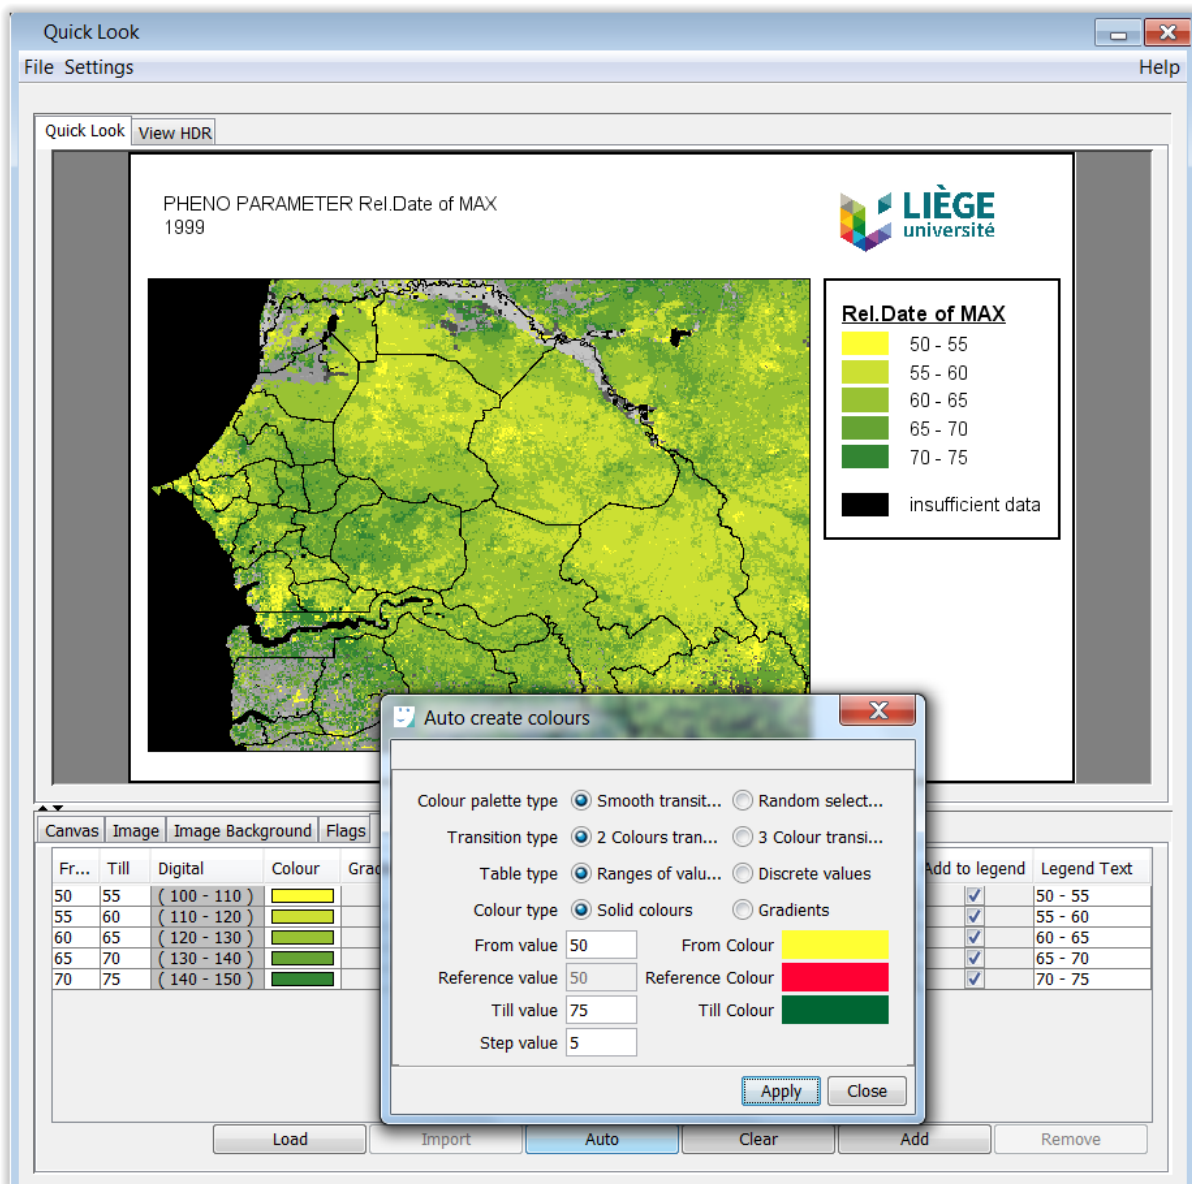 Quick Look
File Settings Help
Quick Look View HDR
PHENO PARAMETER Rel.Date of MAX
1999
LIÈGE
université
Rel.Date of MAX
50 - 55
55 - 60
60 - 65
65 - 70
70 - 75
insufficient data
Auto create colours
Colour palette type Smooth transit... Random select...
Transition type 2 Colours tran... 3 Colour transi...
Table type Ranges of valu... Discrete values
Colour type Solid colours Gradients
From value 50 From Colour
Reference value 50 Reference Colour
Till value 75 Till Colour
Step value 5
Apply Close
Canvas Image Image Background Flags
Fr... Till Digital Colour Add to legend Legend Text
50 55 ( 100 - 110 ) 50 - 55
55 60 ( 110 - 120 ) 55 - 60
60 65 ( 120 - 130 ) 60 - 65
65 70 ( 130 - 140 ) 65 - 70
70 75 ( 140 - 150 ) 70 - 75
Load Import Auto Clear Add Remove